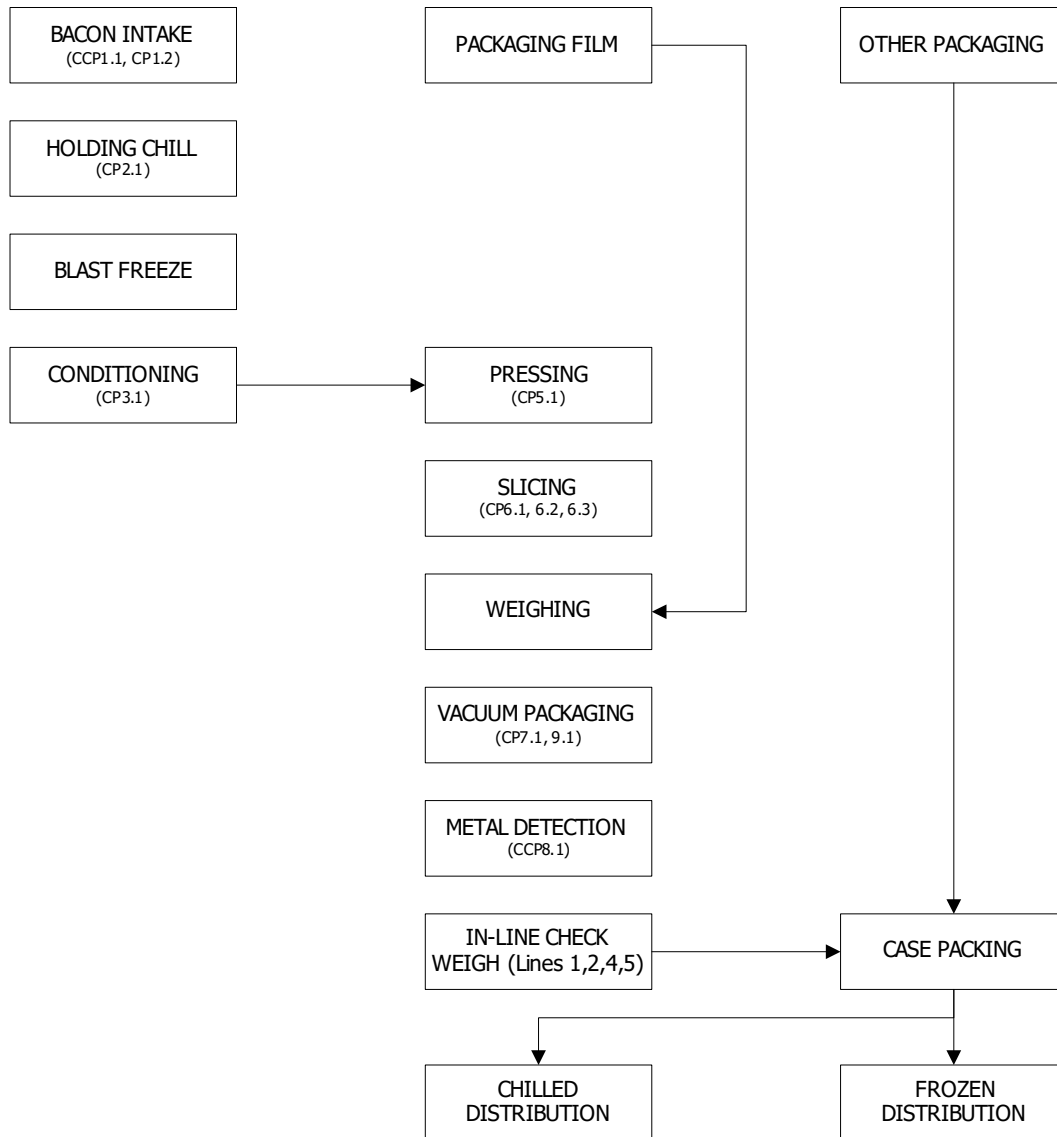 BACON INTAKE
(CCP1.1, CP1.2)
PACKAGING FILM
OTHER PACKAGING
HOLDING CHILL
(CP2.1)
BLAST FREEZE
CONDITIONING
(CP3.1)
PRESSING
(CP5.1)
SLICING
(CP6.1, 6.2, 6.3)
WEIGHING
VACUUM PACKAGING
(CP7.1, 9.1)
METAL DETECTION
(CCP8.1)
IN-LINE CHECK
WEIGH (Lines 1,2,4,5)
CASE PACKING
CHILLED
DISTRIBUTION
FROZEN
DISTRIBUTION